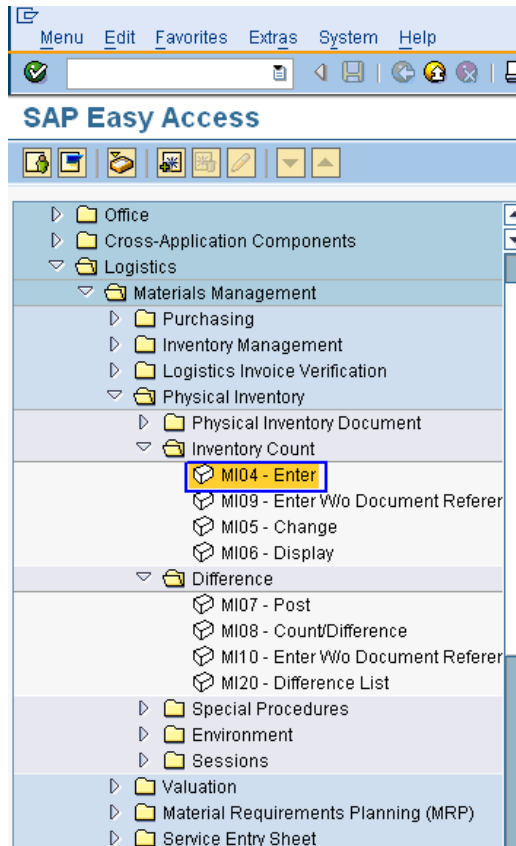 Menu Edit Favorites Extras System Help
SAP Easy Access
Office
Cross-Application Components
Logistics
Materials Management
Purchasing
Inventory Management
Logistics Invoice Verification
Physical Inventory
Physical Inventory Document
Inventory Count
MI04 - Enter
MI09 - Enter W/o Document Referer
MI05 - Change
MI06 - Display
Difference
MI07 - Post
MI08 - Count/Difference
MI10 - Enter W/o Document Referer
MI20 - Difference List
Special Procedures
Environment
Sessions
Valuation
Material Requirements Planning (MRP)
Service Entry Sheet